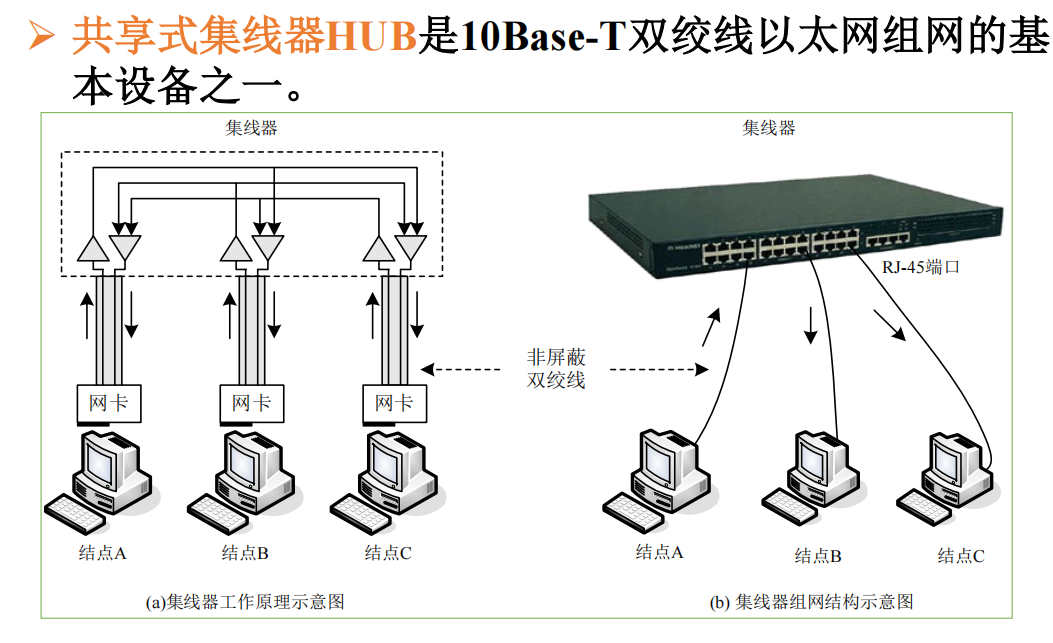 共享式集线器HUB是10Base-T双绞线以太网组网的基
本设备之一。
集线器
集线器
RJ-45端口
非屏蔽
双绞线
网卡
网卡
网卡
结点A
结点B
结点C
结点A
结点B
结点C
(a)集线器工作原理示意图
(b) 集线器组网结构示意图